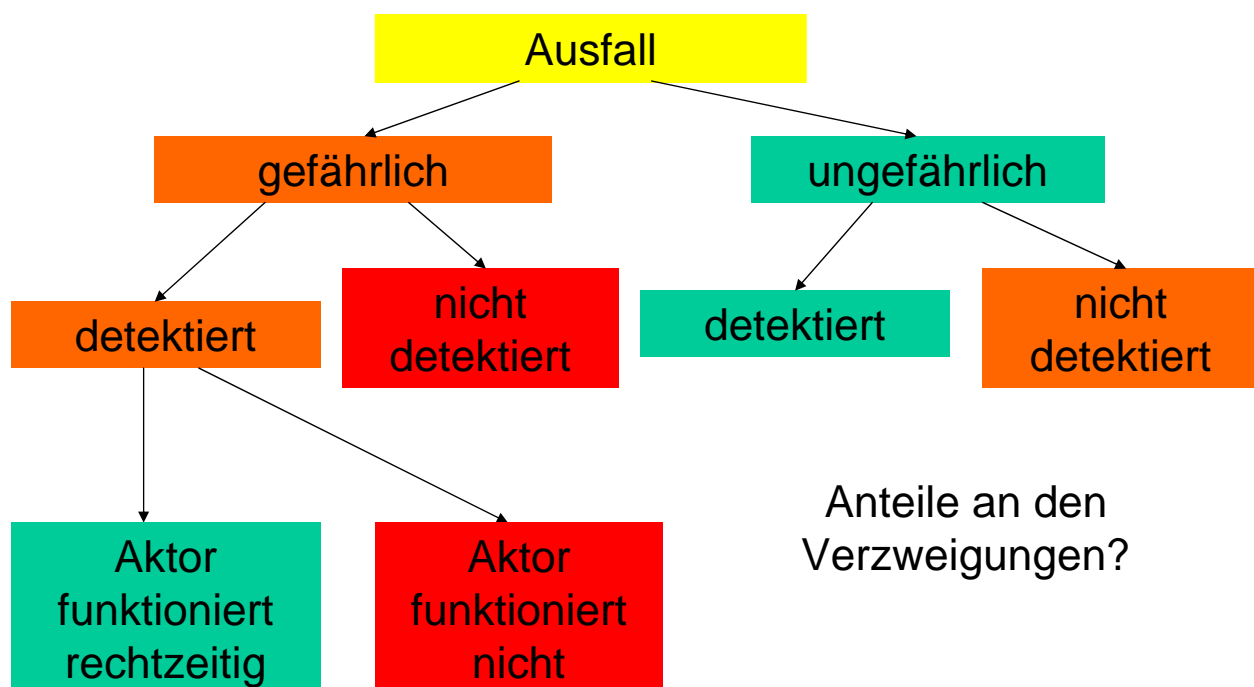 Ausfall
gefährlich
ungefährlich
detektiert
nicht
detektiert
detektiert
nicht
detektiert
Aktor
funktioniert
rechtzeitig
Aktor
funktioniert
nicht
Anteile an den
Verzweigungen?